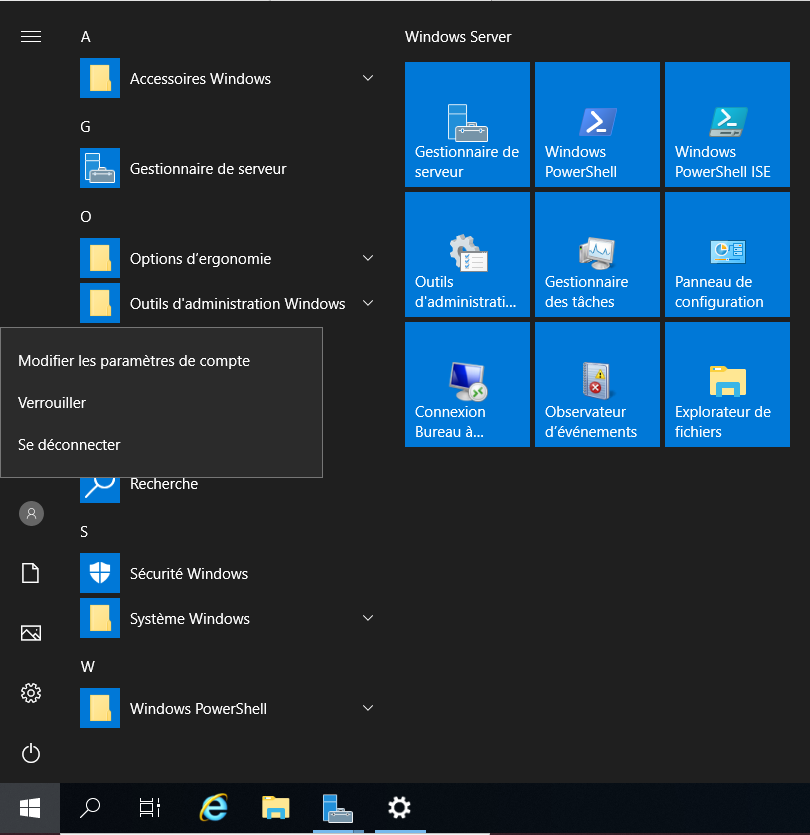 A
Accessoires Windows
G
Gestionnaire de serveur
O
Options d'ergonomie
Outils d'administration Windows
Modifier les paramètres de compte
Verrouiller
Se déconnecter
Recherche
S
Sécurité Windows
Système Windows
W
Windows PowerShell
Windows Server
Gestionnaire de
serveur
Windows
PowerShell
Windows
PowerShell ISE
Outils
d'administrati...
Gestionnaire
des tâches
Panneau de
configuration
Connexion
Bureau à...
Observateur
d'événements
Explorateur de
fichiers